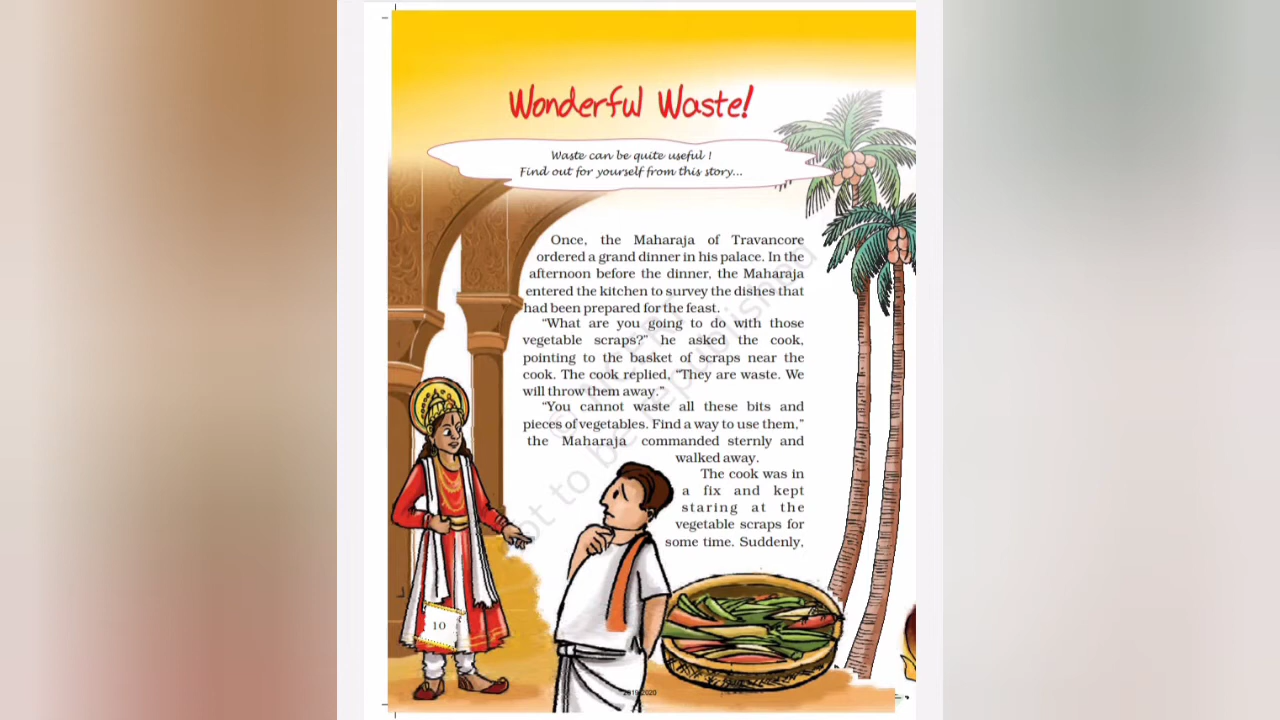 Wonderful Waste!
Waste can be quite useful !
Find out for yourself from this story...
Once, the Maharaja of Travancore
ordered a grand dinner in his palace. In the
afternoon before the dinner, the Maharaja
entered the kitchen to survey the dishes that
had been prepared for the feast.
“What are you going to do with those
vegetable scraps?” he asked the cook,
pointing to the basket of scraps near the
cook. The cook replied, “They are waste. We
will throw them away.”
“You cannot waste all these bits and
pieces of vegetables. Find a way to use them,”
the Maharaja commanded sternly and
walked away.
The cook was in
a fix and kept
staring at the
vegetable scraps for
some time. Suddenly,
10
2019-2020
not to be republished